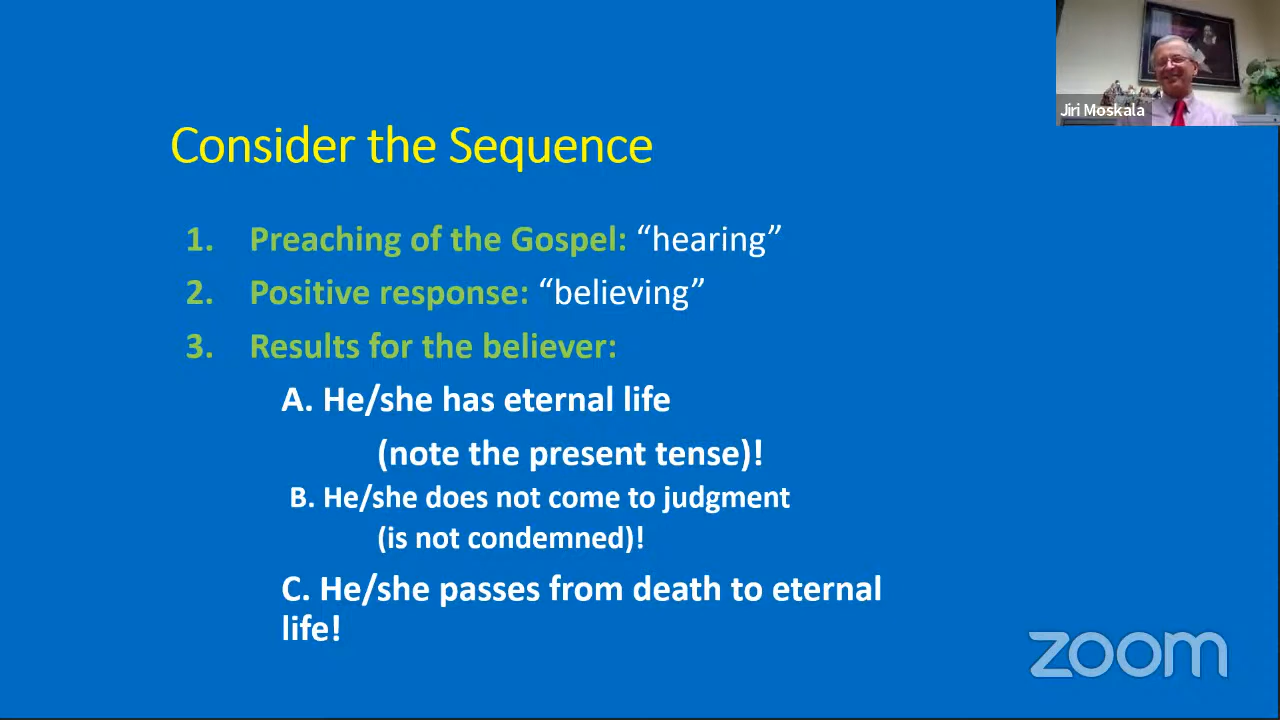 Jiri Moskala
Consider the Sequence
1. Preaching of the Gospel: “hearing”
2. Positive response: “believing”
3. Results for the believer:
A. He/she has eternal life
(note the present tense)!
B. He/she does not come to judgment
(is not condemned)!
C. He/she passes from death to eternal
life!
zoom